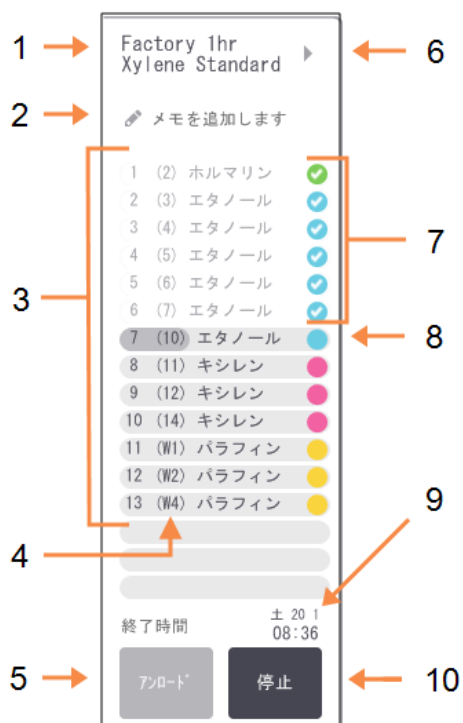 1
Factory 1hr
Xylene Standard
6
2
メモを追加します
3
1 (2) ホルマリン
2 (3) エタノール
3 (4) エタノール
4 (5) エタノール
5 (6) エタノール
6 (7) エタノール
7
7 (10) エタノール
8
8 (11) キシレン
9 (12) キシレン
10 (14) キシレン
11 (W1) パラフィン
12 (W2) パラフィン
13 (W4) パラフィン
4
9
終了時間
土 20 1
08:36
5
アンロード
停止
10